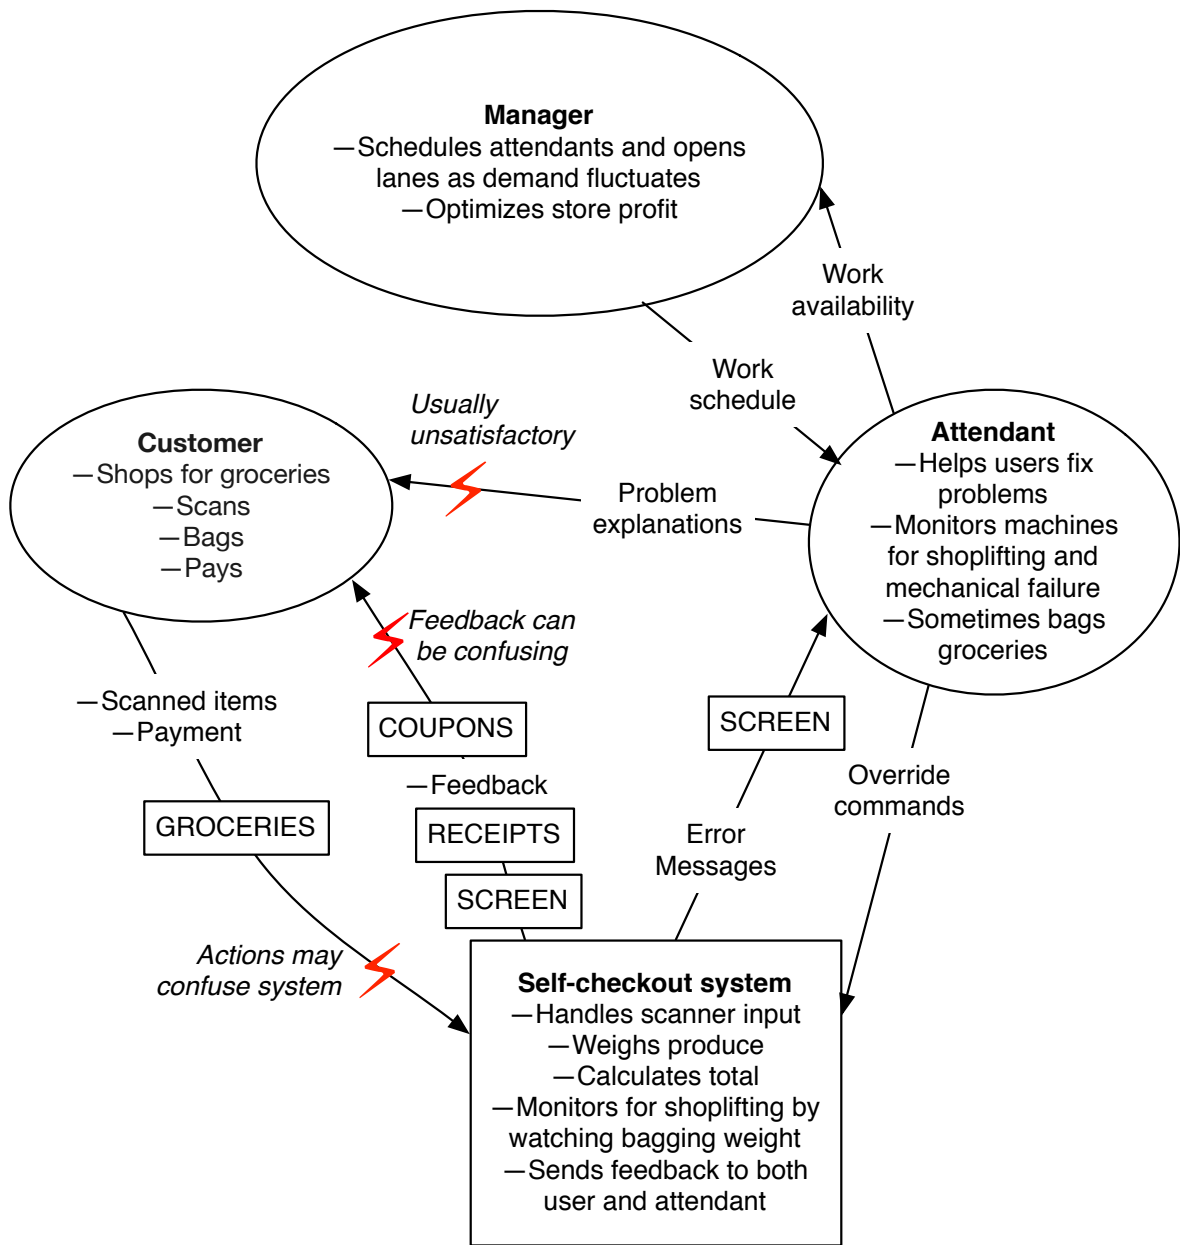 Manager
—Schedules attendants and opens
lanes as demand fluctuates
—Optimizes store profit
Work
availability
Work
schedule
Usually
unsatisfactory
Customer
—Shops for groceries
—Scans
—Bags
—Pays
Problem
explanations
Attendant
—Helps users fix
problems
—Monitors machines
for shoplifting and
mechanical failure
—Sometimes bags
groceries
Feedback can
be confusing
—Scanned items
—Payment
COUPONS
SCREEN
—Feedback
Override
commands
GROCERIES
RECEIPTS
Error
Messages
SCREEN
Actions may
confuse system
Self-checkout system
—Handles scanner input
—Weighs produce
—Calculates total
—Monitors for shoplifting by
watching bagging weight
—Sends feedback to both
user and attendant